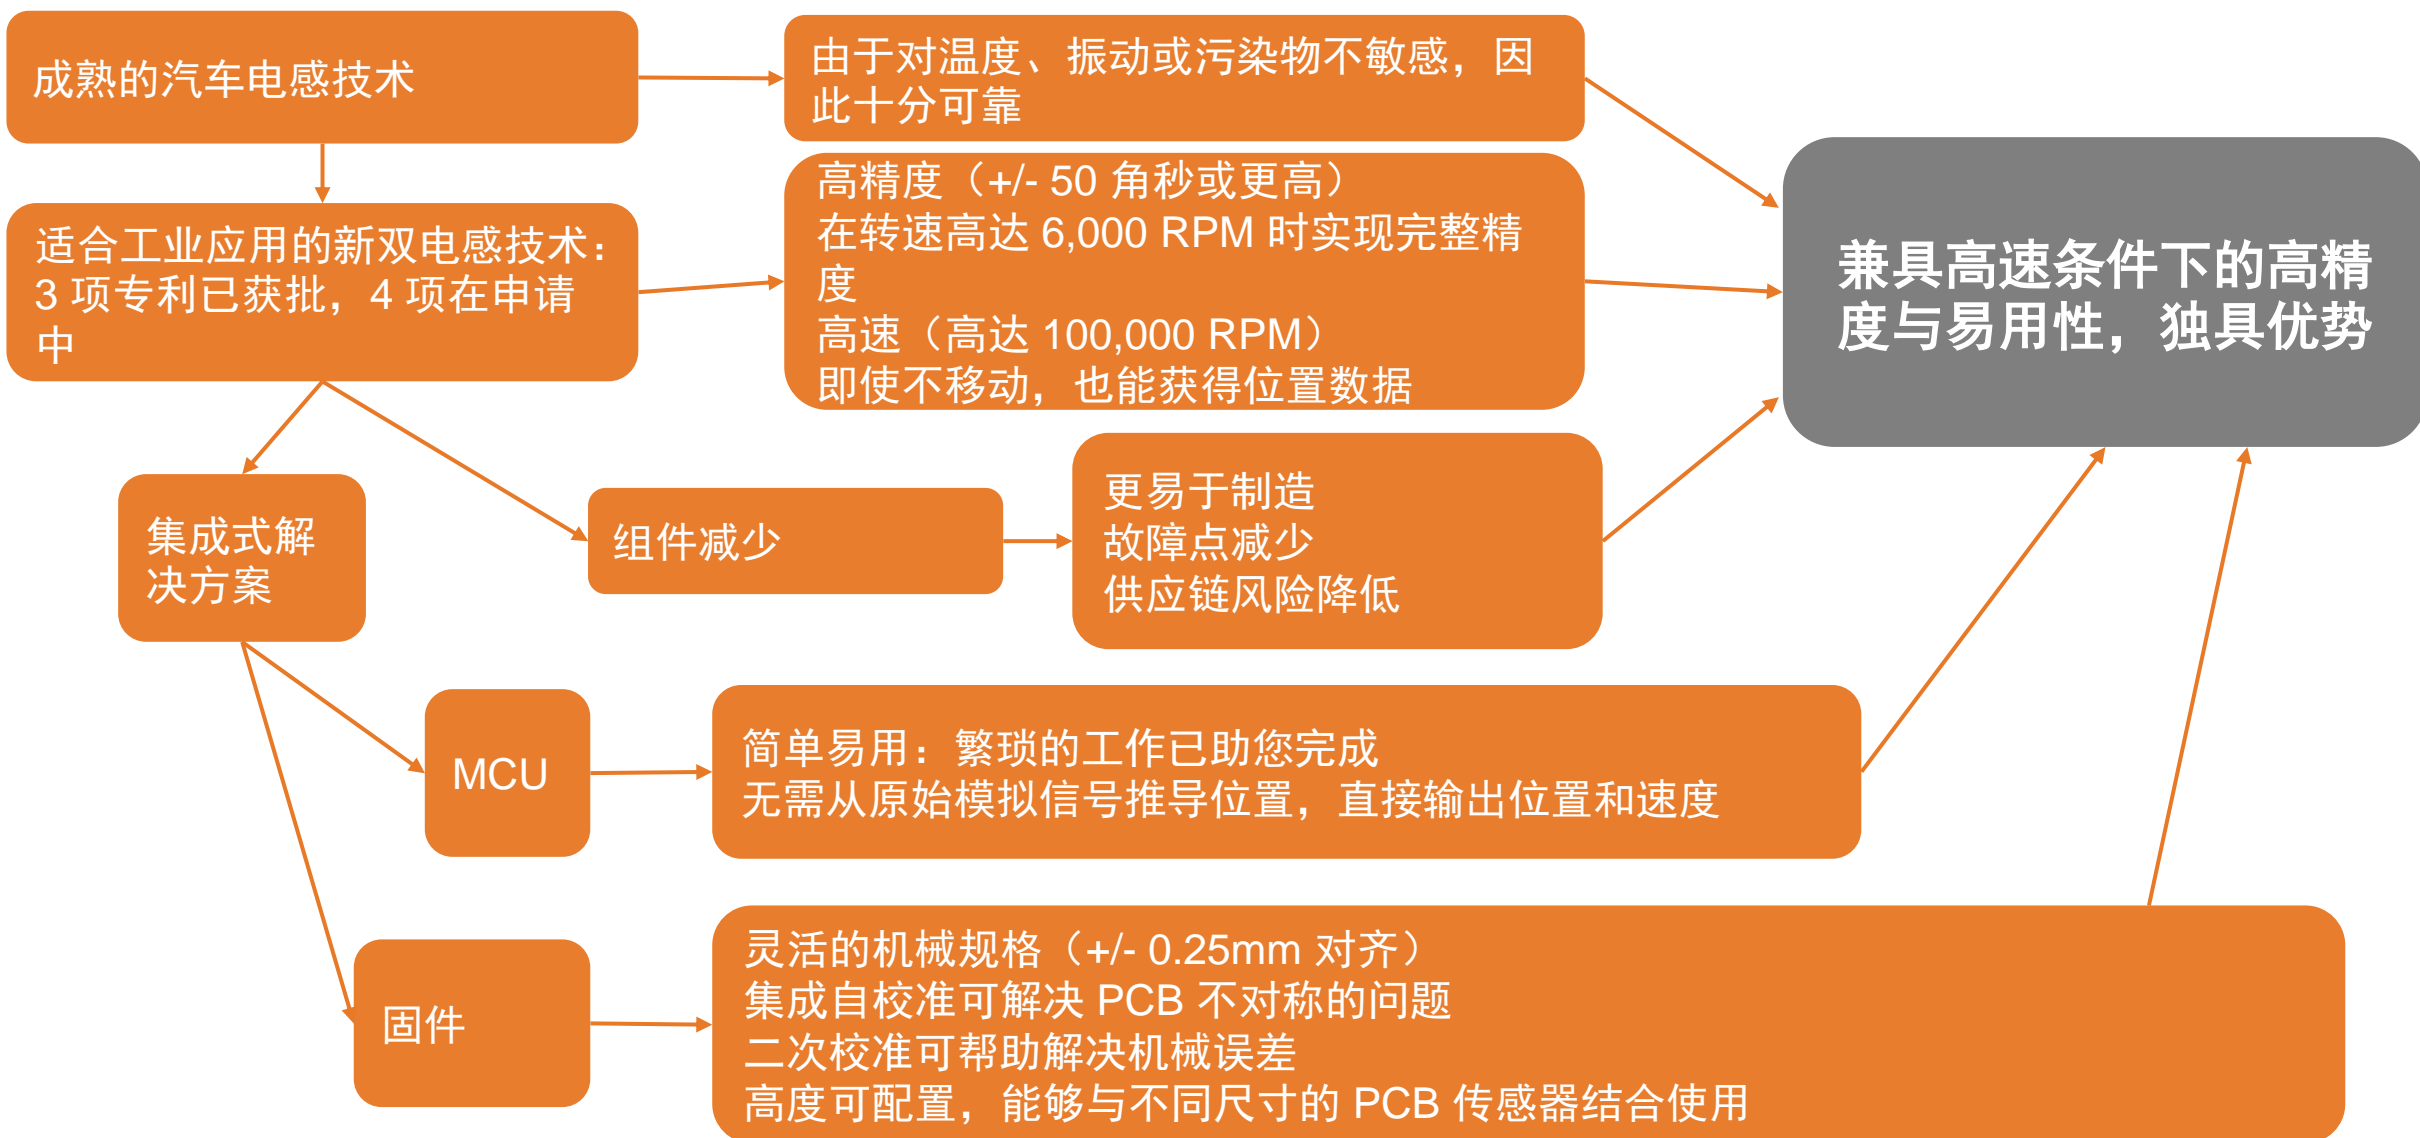 成熟的汽车电感技术
由于对温度、振动或污染物不敏感，因
此十分可靠
适合工业应用的新双电感技术：
3 项专利已获批，4 项在申请
中
高精度（+/- 50 角秒或更高）
在转速高达 6,000 RPM 时实现完整精
度
高速（高达 100,000 RPM）
即使不移动，也能获得位置数据
兼具高速条件下的高精
度与易用性，独具优势
集成式解
决方案
组件减少
更易于制造
故障点减少
供应链风险降低
MCU
简单易用：繁琐的工作已助您完成
无需从原始模拟信号推导位置，直接输出位置和速度
固件
灵活的机械规格（+/- 0.25mm 对齐）
集成自校准可解决 PCB 不对称的问题
二次校准可帮助解决机械误差
高度可配置，能够与不同尺寸的 PCB 传感器结合使用